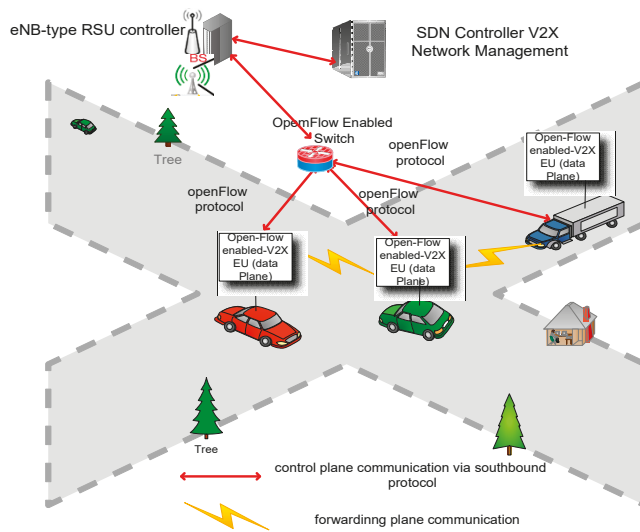 eNB-type RSU controller
SDN Controller V2X
Network Management
BS
OpemFlow Enabled
Switch
Tree
openFlow
protocol
Open-Flow
enabled-V2X
EU (data
Plane)
openFlow
protocol
openFlow
protocol
Open-Flow
enabled-V2X
EU (data
Plane)
Open-Flow
enabled-V2X
EU (data
Plane)
Tree
control plane communication via southbound
protocol
forwardinng plane communication